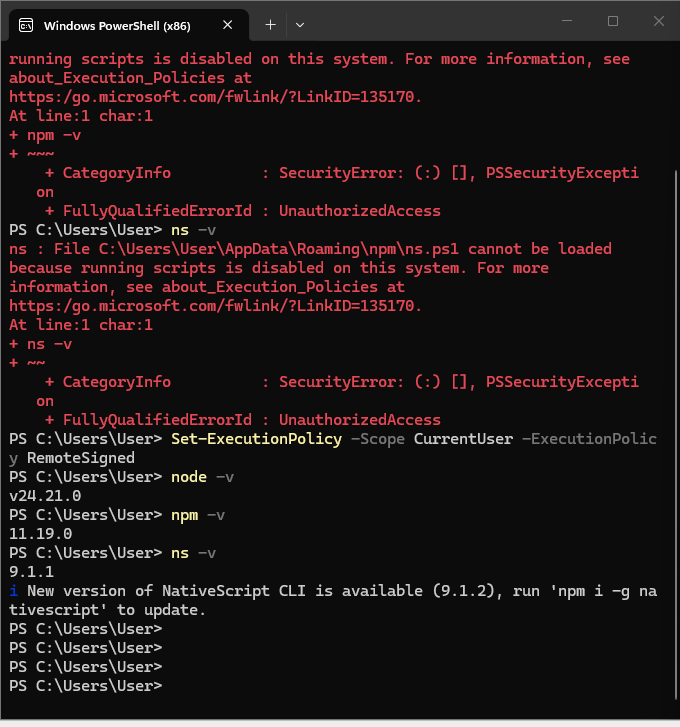 Windows PowerShell (x86)
running scripts is disabled on this system. For more information, see
about_Execution_Policies at
https:/go.microsoft.com/fwlink/?LinkID=135170.
At line:1 char:1
+ npm -v
+ ~~~
    + CategoryInfo          : SecurityError: (:) [], PSSecurityExcepti
   on
    + FullyQualifiedErrorId : UnauthorizedAccess
PS C:\Users\User> ns -v
ns : File C:\Users\User\AppData\Roaming\npm\ns.ps1 cannot be loaded
because running scripts is disabled on this system. For more
information, see about_Execution_Policies at
https:/go.microsoft.com/fwlink/?LinkID=135170.
At line:1 char:1
+ ns -v
+ ~~
    + CategoryInfo          : SecurityError: (:) [], PSSecurityExcepti
   on
    + FullyQualifiedErrorId : UnauthorizedAccess
PS C:\Users\User> Set-ExecutionPolicy -Scope CurrentUser -ExecutionPolic
y RemoteSigned
PS C:\Users\User> node -v
v24.21.0
PS C:\Users\User> npm -v
11.19.0
PS C:\Users\User> ns -v
9.1.1
i New version of NativeScript CLI is available (9.1.2), run 'npm i -g na
tivescript' to update.
PS C:\Users\User>
PS C:\Users\User>
PS C:\Users\User>
PS C:\Users\User>